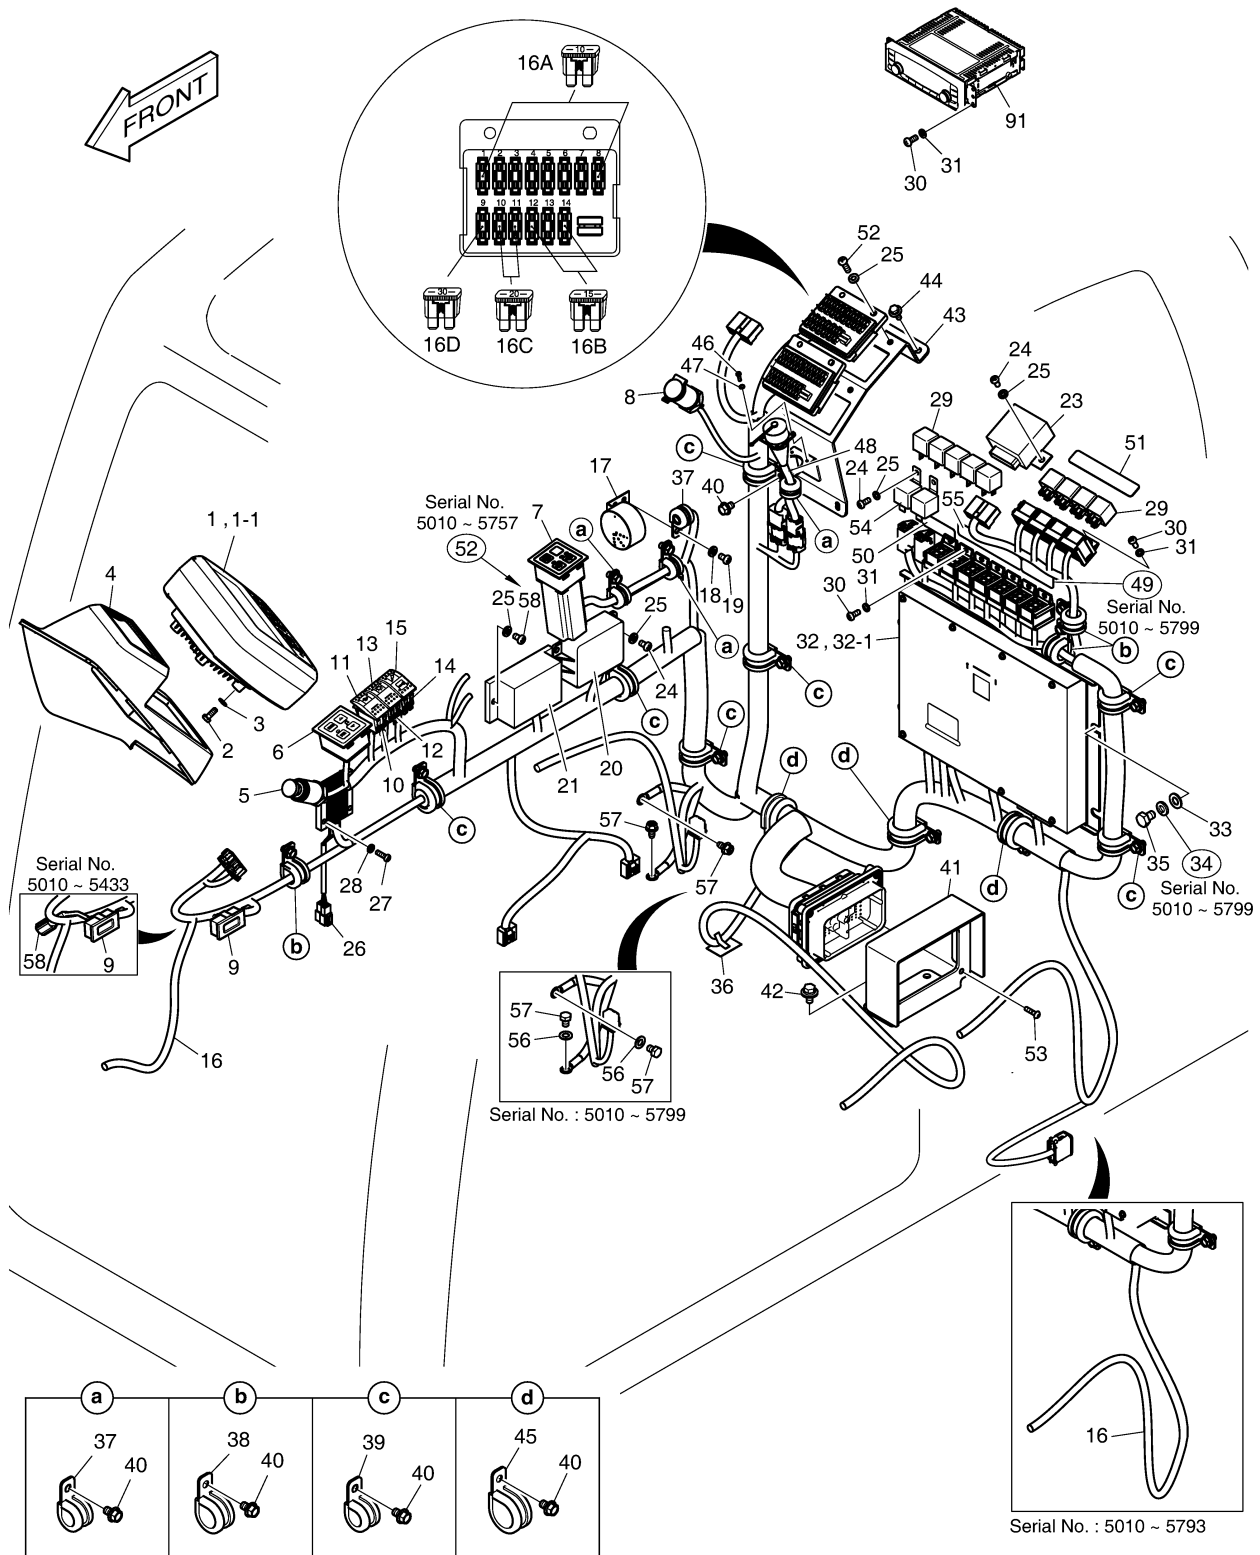 FRONT
16A
10
1 2 3 4 5 6 7 8
9 10 11 12 13 14
30
20
15
16D
16C
16B
91
31
30
52
25
44
43
46
47
8
24
25
23
29
51
17
c
48
37
40
24
25
55
29
54
30
31
Serial No.
5010 ~ 5757
52
7
a
a
50
1 , 1-1
4
25
58
18
19
25
30
31
49
Serial No.
5010 ~ 5799
b
a
32 , 32-1
c
15
13
11
14
24
c
c
c
3
2
6
12
10
21
20
d
d
5
57
33
c
35
34
Serial No.
5010 ~ 5799
c
57
41
d
Serial No.
5010 ~ 5433
28
27
58
9
9
b
26
36
42
53
57
56
56
57
16
Serial No. : 5010 ~ 5799
16
Serial No. : 5010 ~ 5793
a
b
c
d
37
40
38
40
39
40
45
40